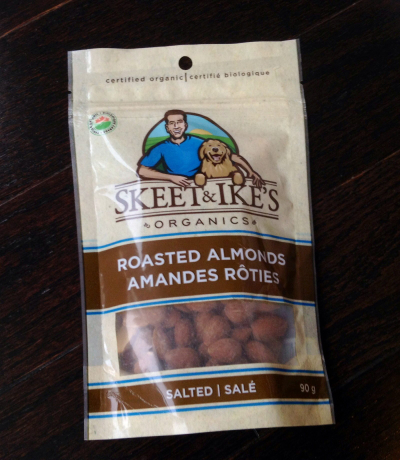 certified organic | certifié biologique
SKEET & IKE'S
ORGANICS
ROASTED ALMONDS
AMANDES RÔTIES
SALTED | SALÉ 90 g